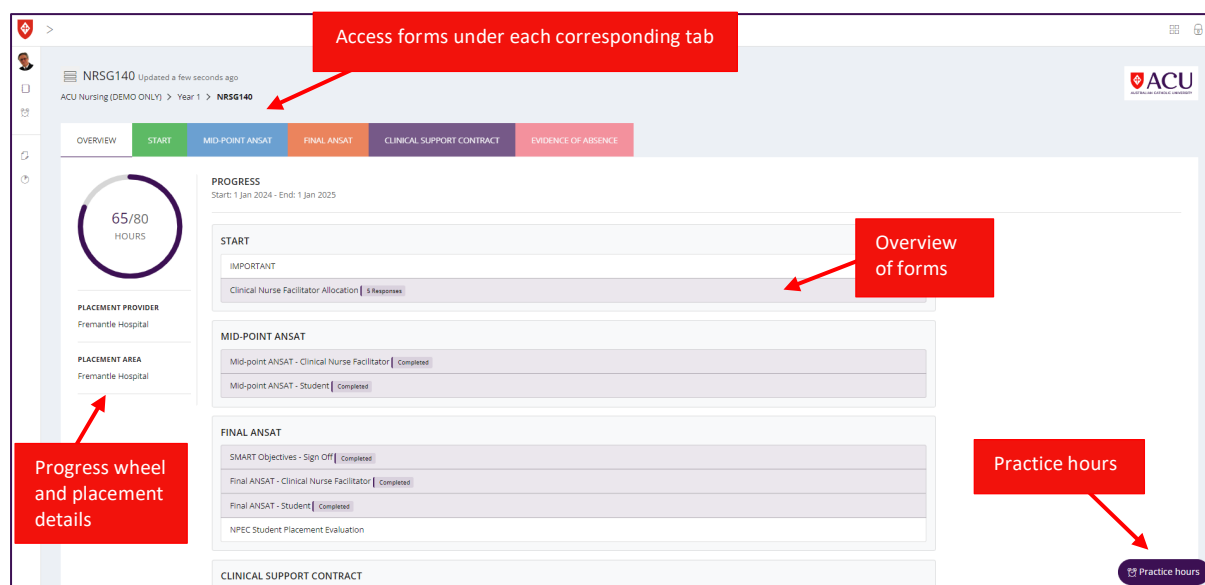 Access forms under each corresponding tab
NRSG140 Updated a few seconds ago
ACU Nursing (DEMO ONLY) > Year 1 > NRSG140
ACU
AUSTRALIAN CATHOLIC UNIVERSITY
OVERVIEW START MID-POINT ANSAT FINAL ANSAT CLINICAL SUPPORT CONTRACT EVIDENCE OF ABSENCE
65/80
HOURS
PLACEMENT PROVIDER
Fremantle Hospital
PLACEMENT AREA
Fremantle Hospital
Progress wheel
and placement
details
PROGRESS
Start: 1 Jan 2024 - End: 1 Jan 2025
START
IMPORTANT
Clinical Nurse Facilitator Allocation 5 Responses
Overview
of forms
MID-POINT ANSAT
Mid-point ANSAT - Clinical Nurse Facilitator Completed
Mid-point ANSAT - Student Completed
FINAL ANSAT
SMART Objectives - Sign Off Completed
Final ANSAT - Clinical Nurse Facilitator Completed
Final ANSAT - Student Completed
NPEC Student Placement Evaluation
CLINICAL SUPPORT CONTRACT
Practice hours
Practice hours